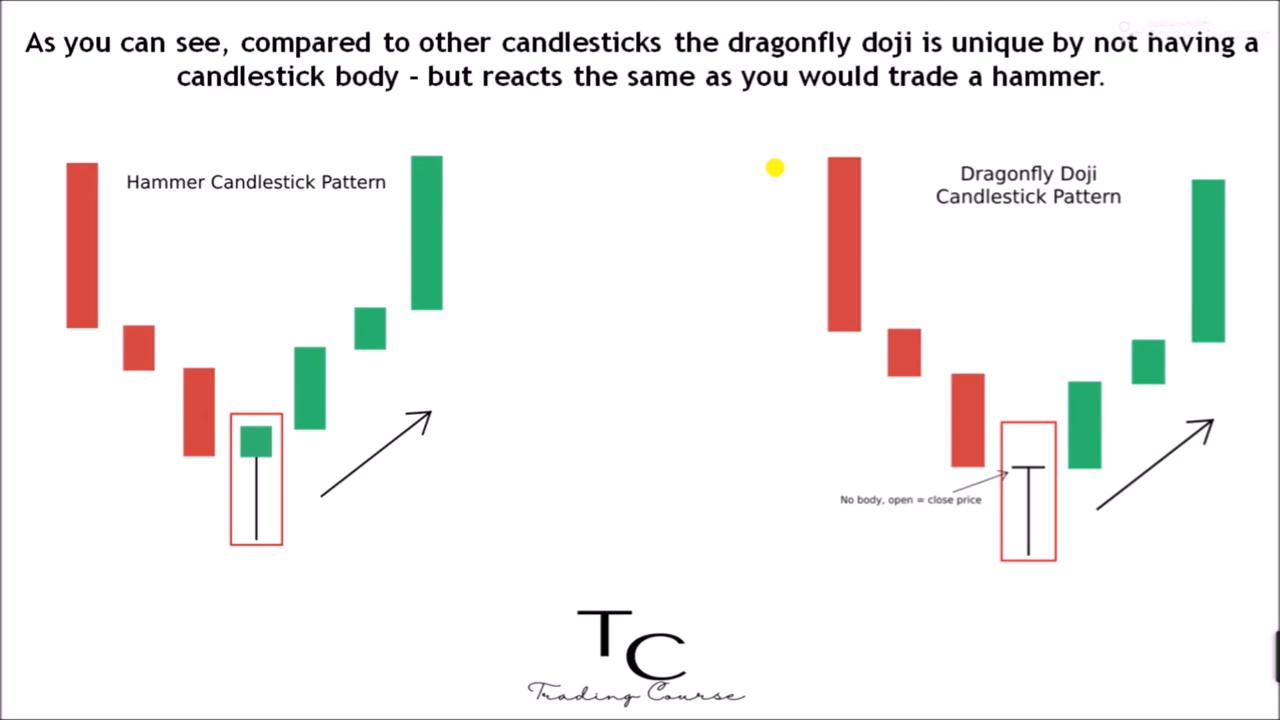 As you can see, compared to other candlesticks the dragonfly doji is unique by not having a
candlestick body - but reacts the same as you would trade a hammer.
Hammer Candlestick Pattern
Dragonfly Doji
Candlestick Pattern
No body, open = close price
TC
Trading Course